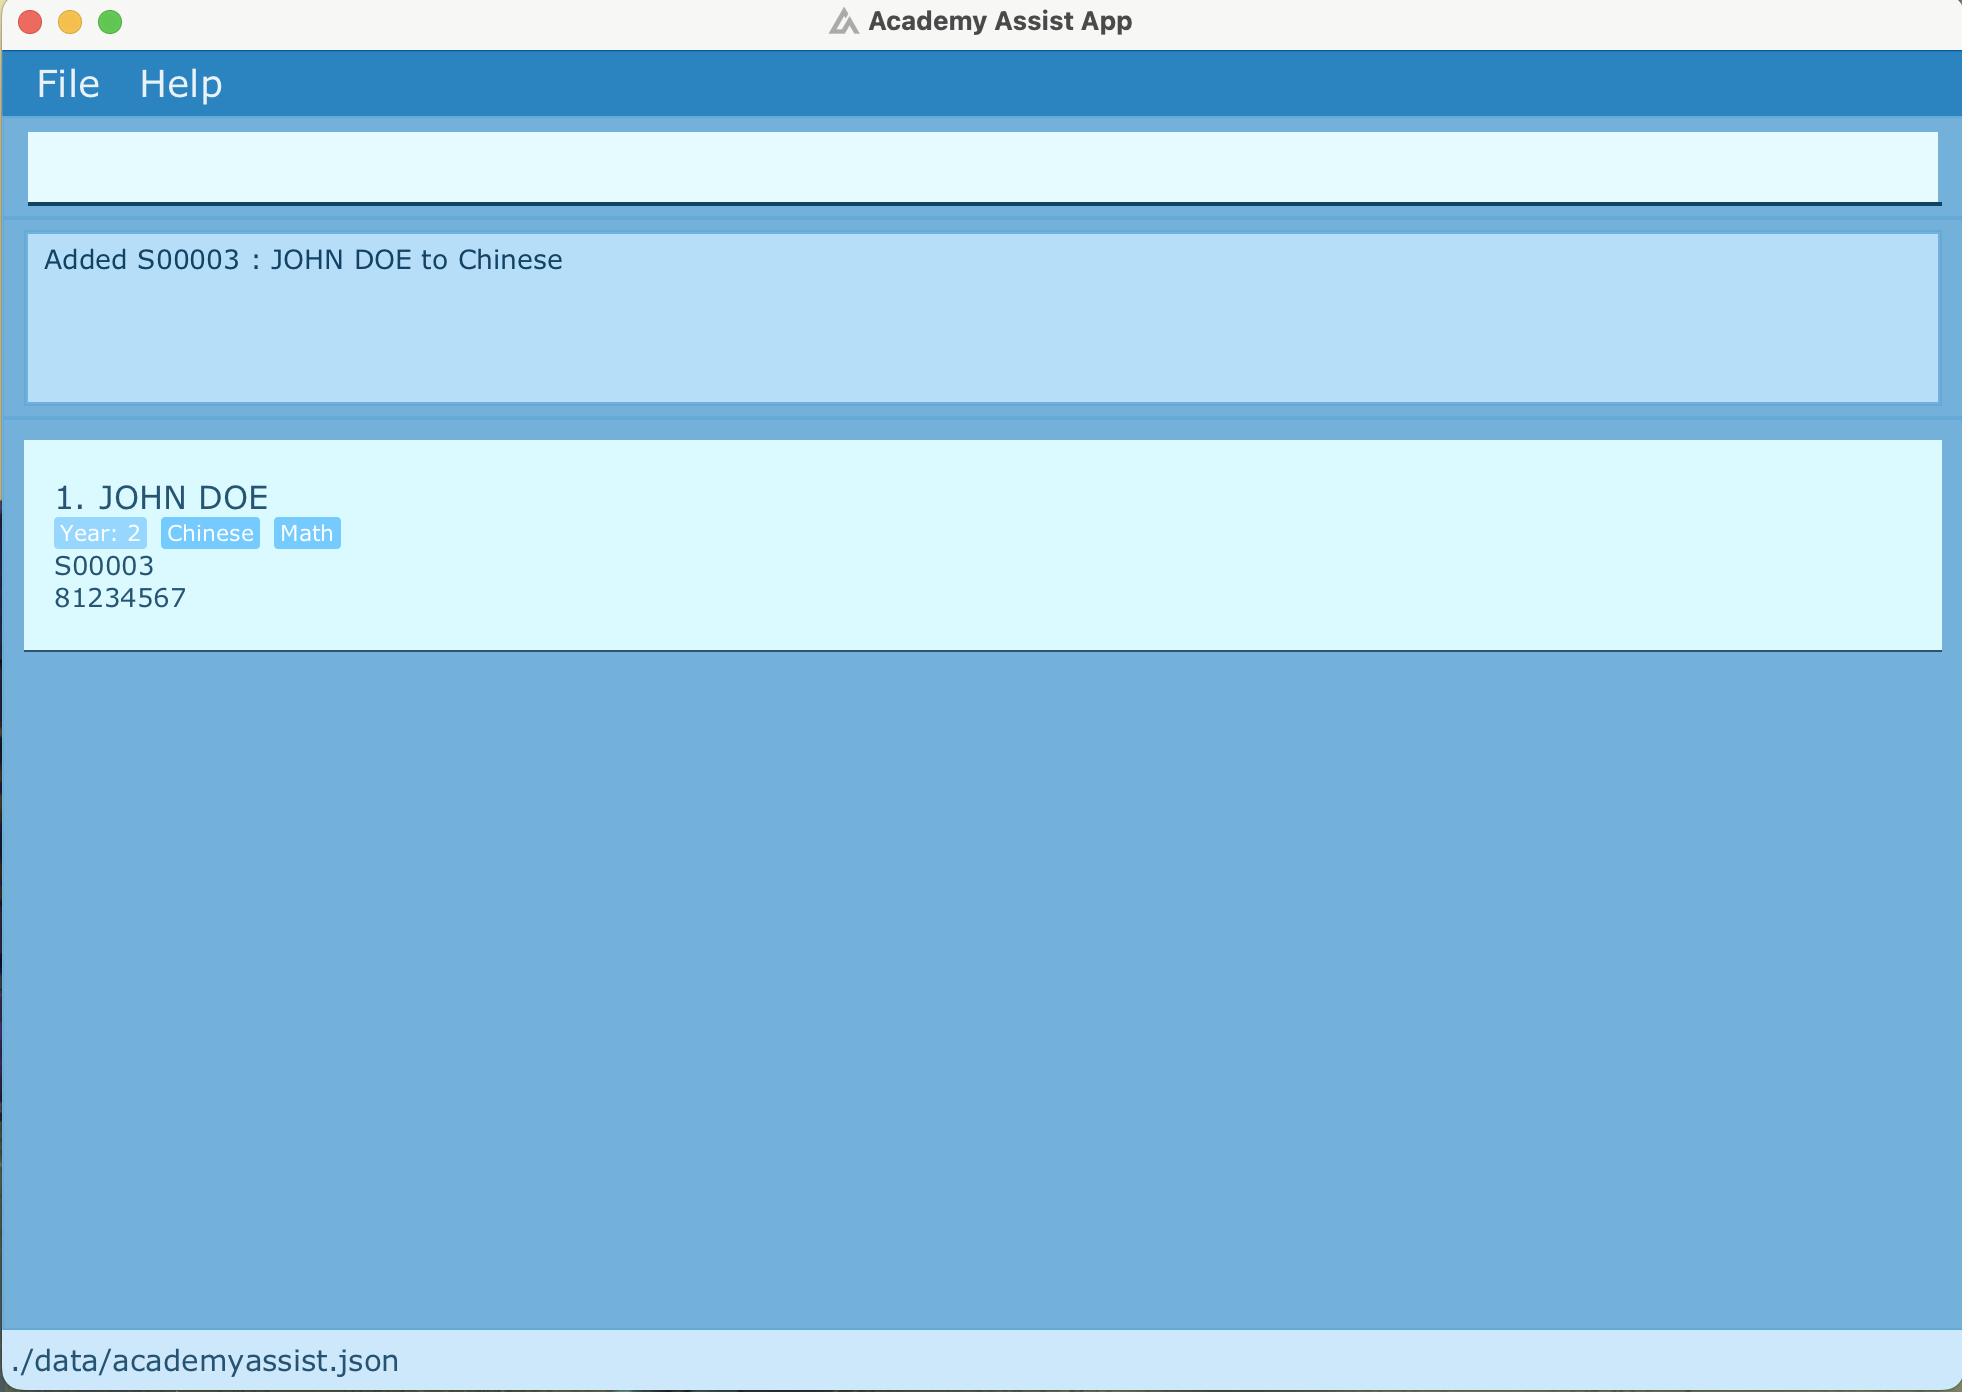 Academy Assist App
File Help
Added S00003 : JOHN DOE to Chinese
1. JOHN DOE
Year: 2 Chinese Math
S00003
81234567
./data/academyassist.json